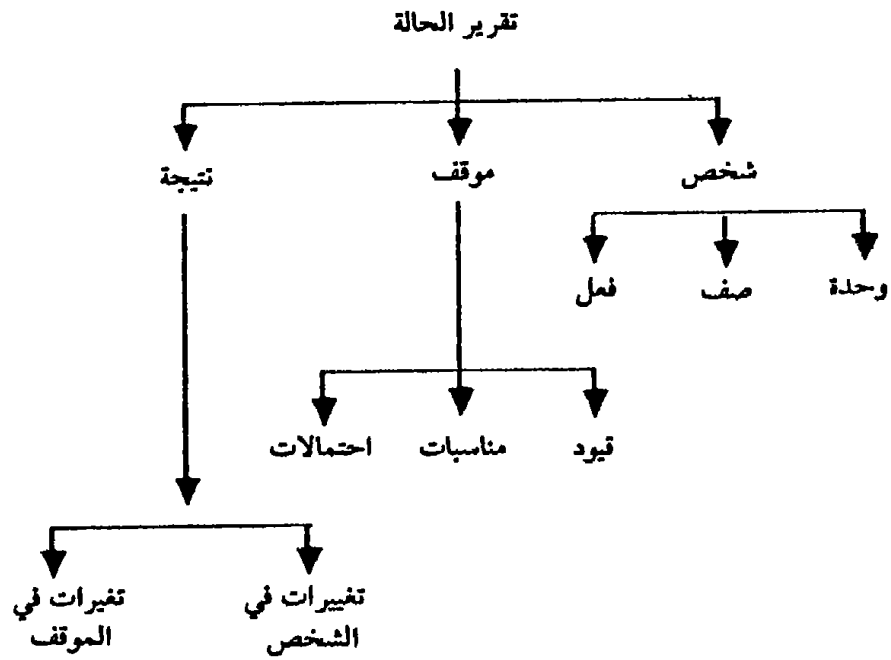 تقرير الحالة
شخص
موقف
نتيجة
وحدة
صف
فعل
قيود
مناسبات
احتمالات
تغييرات في
الشخص
تغيرات في
الموقف